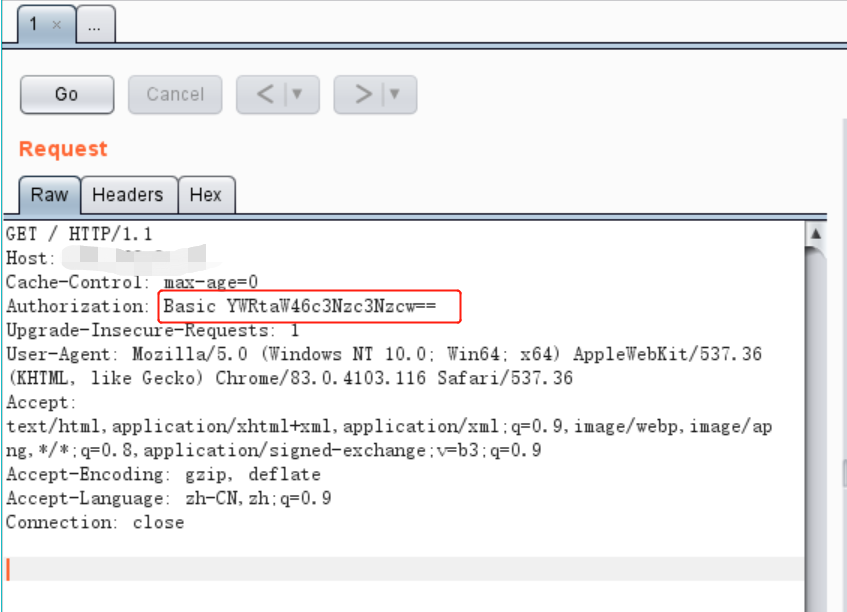 1 ×
...
Go
Cancel
< | ▼
> | ▼
Request
Raw
Headers
Hex
GET / HTTP/1.1
Host:
Cache-Control: max-age=0
Authorization: Basic YWRtaW46c3Nzc3Nzcw==
Upgrade-Insecure-Requests: 1
User-Agent: Mozilla/5.0 (Windows NT 10.0; Win64; x64) AppleWebKit/537.36
(KHTML, like Gecko) Chrome/83.0.4103.116 Safari/537.36
Accept:
text/html,application/xhtml+xml,application/xml;q=0.9,image/webp,image/ap
ng,*/*;q=0.8,application/signed-exchange;v=b3;q=0.9
Accept-Encoding: gzip, deflate
Accept-Language: zh-CN,zh;q=0.9
Connection: close